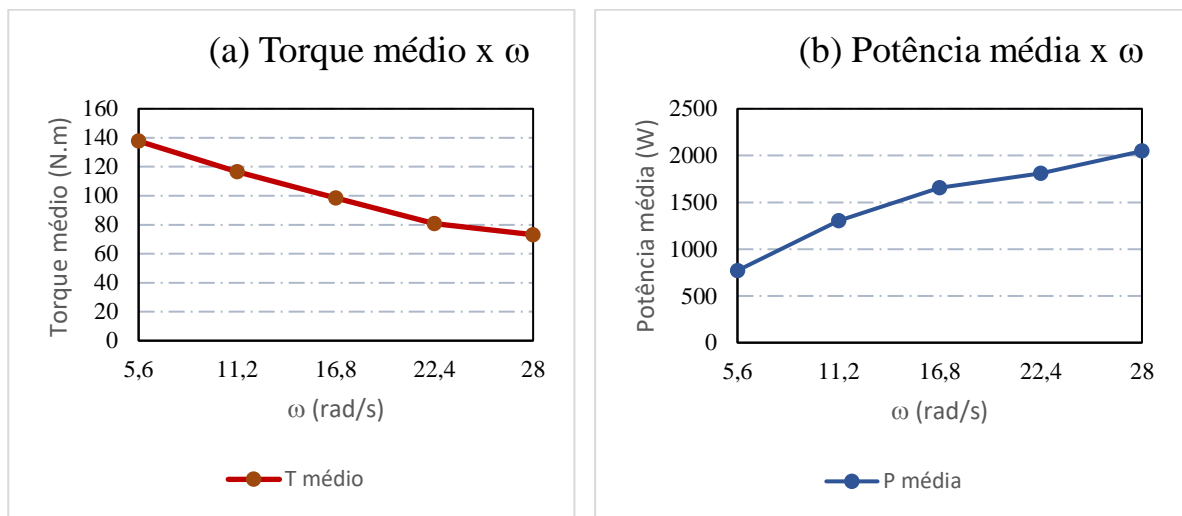 (a) Torque médio x ω
Torque médio (N.m)
160
140
120
100
80
60
40
20
0
5,6 11,2 16,8 22,4 28
ω (rad/s)
T médio
(b) Potência média x ω
Potência média (W)
2500
2000
1500
1000
500
0
5,6 11,2 16,8 22,4 28
ω (rad/s)
P média